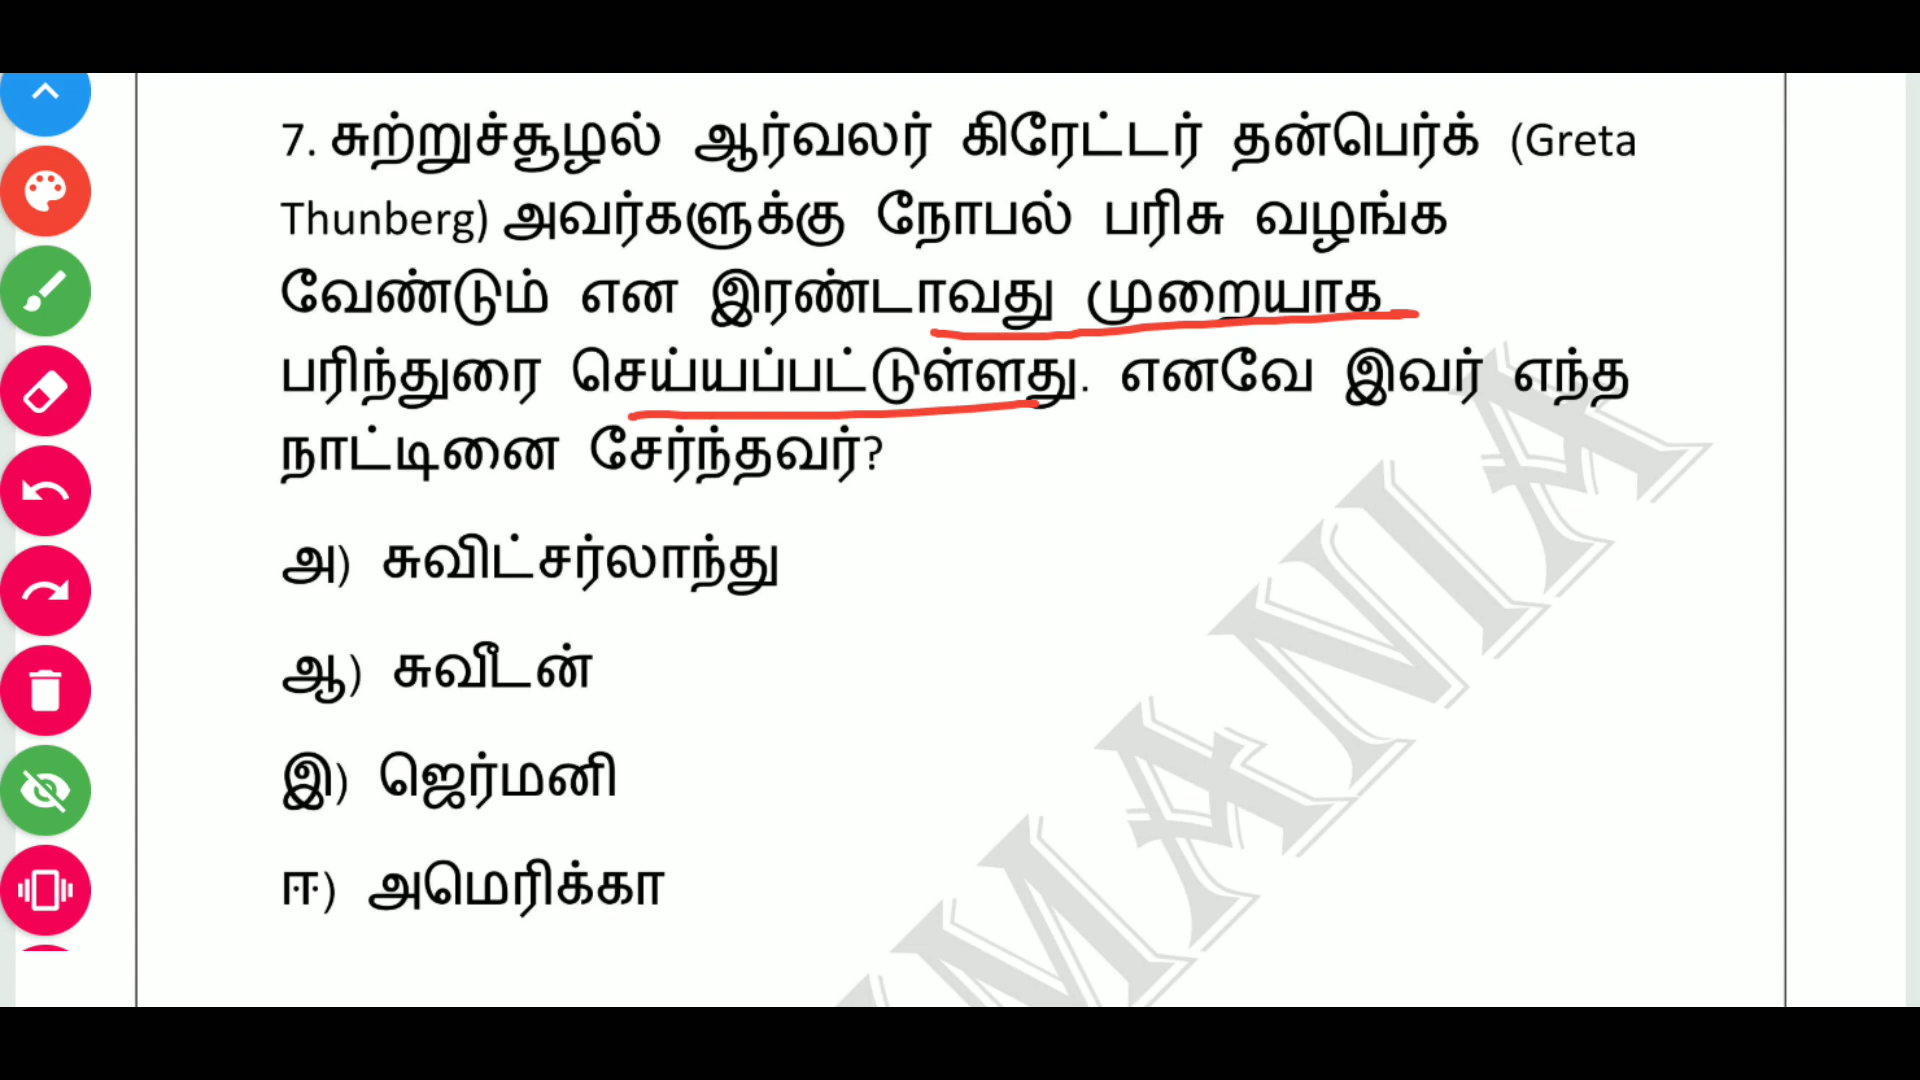 7. சுற்றுச்சூழல் ஆர்வலர் கிரேட்டர் தன்பெர்க் (Greta
Thunberg) அவர்களுக்கு நோபல் பரிசு வழங்க
வேண்டும் என இரண்டாவது முறையாக
பரிந்துரை செய்யப்பட்டுள்ளது. எனவே இவர் எந்த
நாட்டினை சேர்ந்தவர்?
அ) சுவிட்சர்லாந்து
ஆ) சுவீடன்
இ) ஜெர்மனி
ஈ) அமெரிக்கா
MANIA